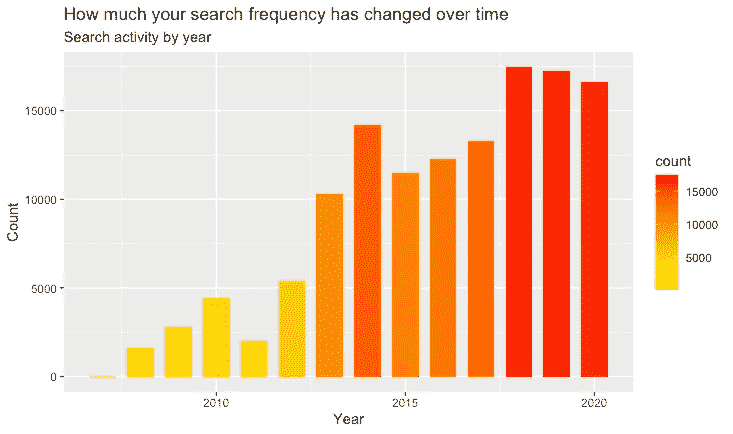 How much your search frequency has changed over time
Search activity by year
15000
10000
5000
0
Count
2010
2015
2020
Year
count
15000
10000
5000